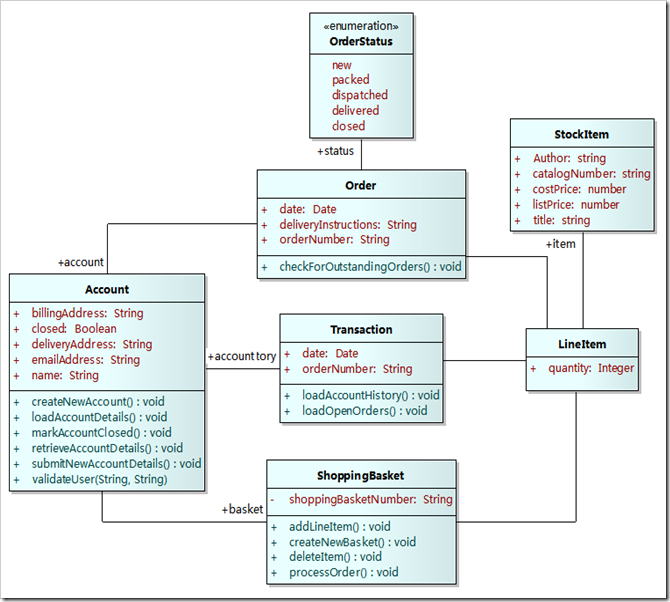 «enumeration»
OrderStatus
new
packed
dispatched
delivered
closed
+status
StockItem
+ Author: string
+ catalogNumber: string
+ costPrice: number
+ listPrice: number
+ title: string
+item
Order
+ date: Date
+ deliveryInstructions: String
+ orderNumber: String
+ checkForOutstandingOrders() : void
+account
Account
+ billingAddress: String
+ closed: Boolean
+ deliveryAddress: String
+ emailAddress: String
+ name: String
+ createNewAccount() : void
+ loadAccountDetails() : void
+ markAccountClosed() : void
+ retrieveAccountDetails() : void
+ submitNewAccountDetails() : void
+ validateUser(String, String)
+accounttory
Transaction
+ date: Date
+ orderNumber: String
+ loadAccountHistory() : void
+ loadOpenOrders() : void
LineItem
+ quantity: Integer
+basket
ShoppingBasket
- shoppingBasketNumber: String
+ addLineItem() : void
+ createNewBasket() : void
+ deleteItem() : void
+ processOrder() : void